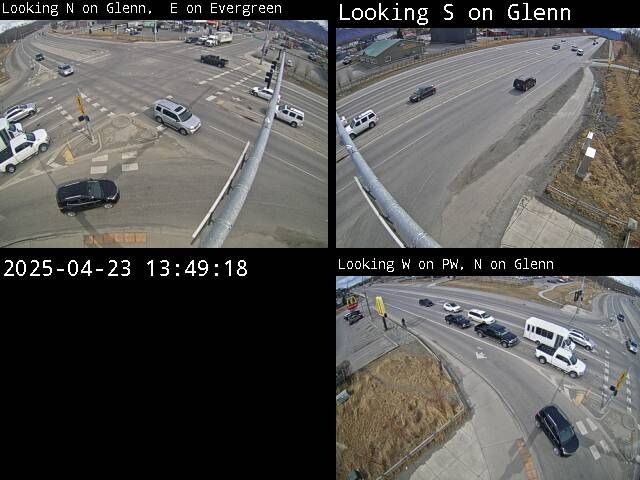 Looking N on Glenn, E on Evergreen
Looking S on Glenn
2025-04-23 13:49:18
Looking W on PW, N on Glenn